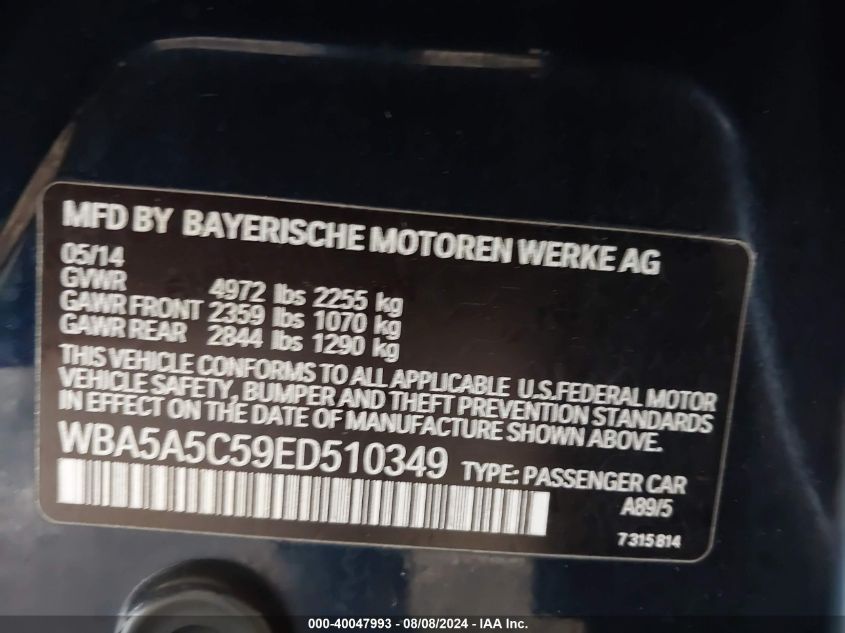 MFD BY BAYERISCHE MOTOREN WERKE AG
05/14
GVWR 4972 lbs 2255 kg
GAWR FRONT 2359 lbs 1070 kg
GAWR REAR 2844 lbs 1290 kg
THIS VEHICLE CONFORMS TO ALL APPLICABLE U.S.FEDERAL MOTOR
VEHICLE SAFETY, BUMPER AND THEFT PREVENTION STANDARDS
IN EFFECT ON THE DATE OF MANUFACTURE SHOWN ABOVE.
WBA5A5C59ED510349 TYPE: PASSENGER CAR
A89/5
7315814
000-40047993 - 08/08/2024 - IAA Inc.